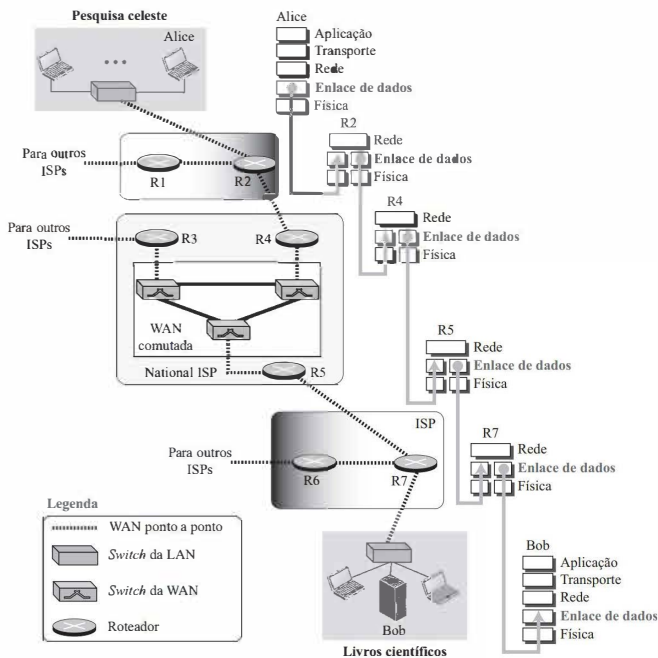 Pesquisa celeste
Alice
Para outros
ISPs
R1
R2
Para outros
ISPs
R3
R4
WAN
comutada
National ISP
R5
ISP
Para outros
ISPs
R6
R7
Bob
Livros científicos
Legenda
WAN ponto a ponto
Switch da LAN
Switch da WAN
Roteador
Alice
Aplicação
Transporte
Rede
Enlace de dados
Física
R2
Rede
Enlace de dados
Física
R4
Rede
Enlace de dados
Física
R5
Rede
Enlace de dados
Física
R7
Rede
Enlace de dados
Física
Bob
Aplicação
Transporte
Rede
Enlace de dados
Física